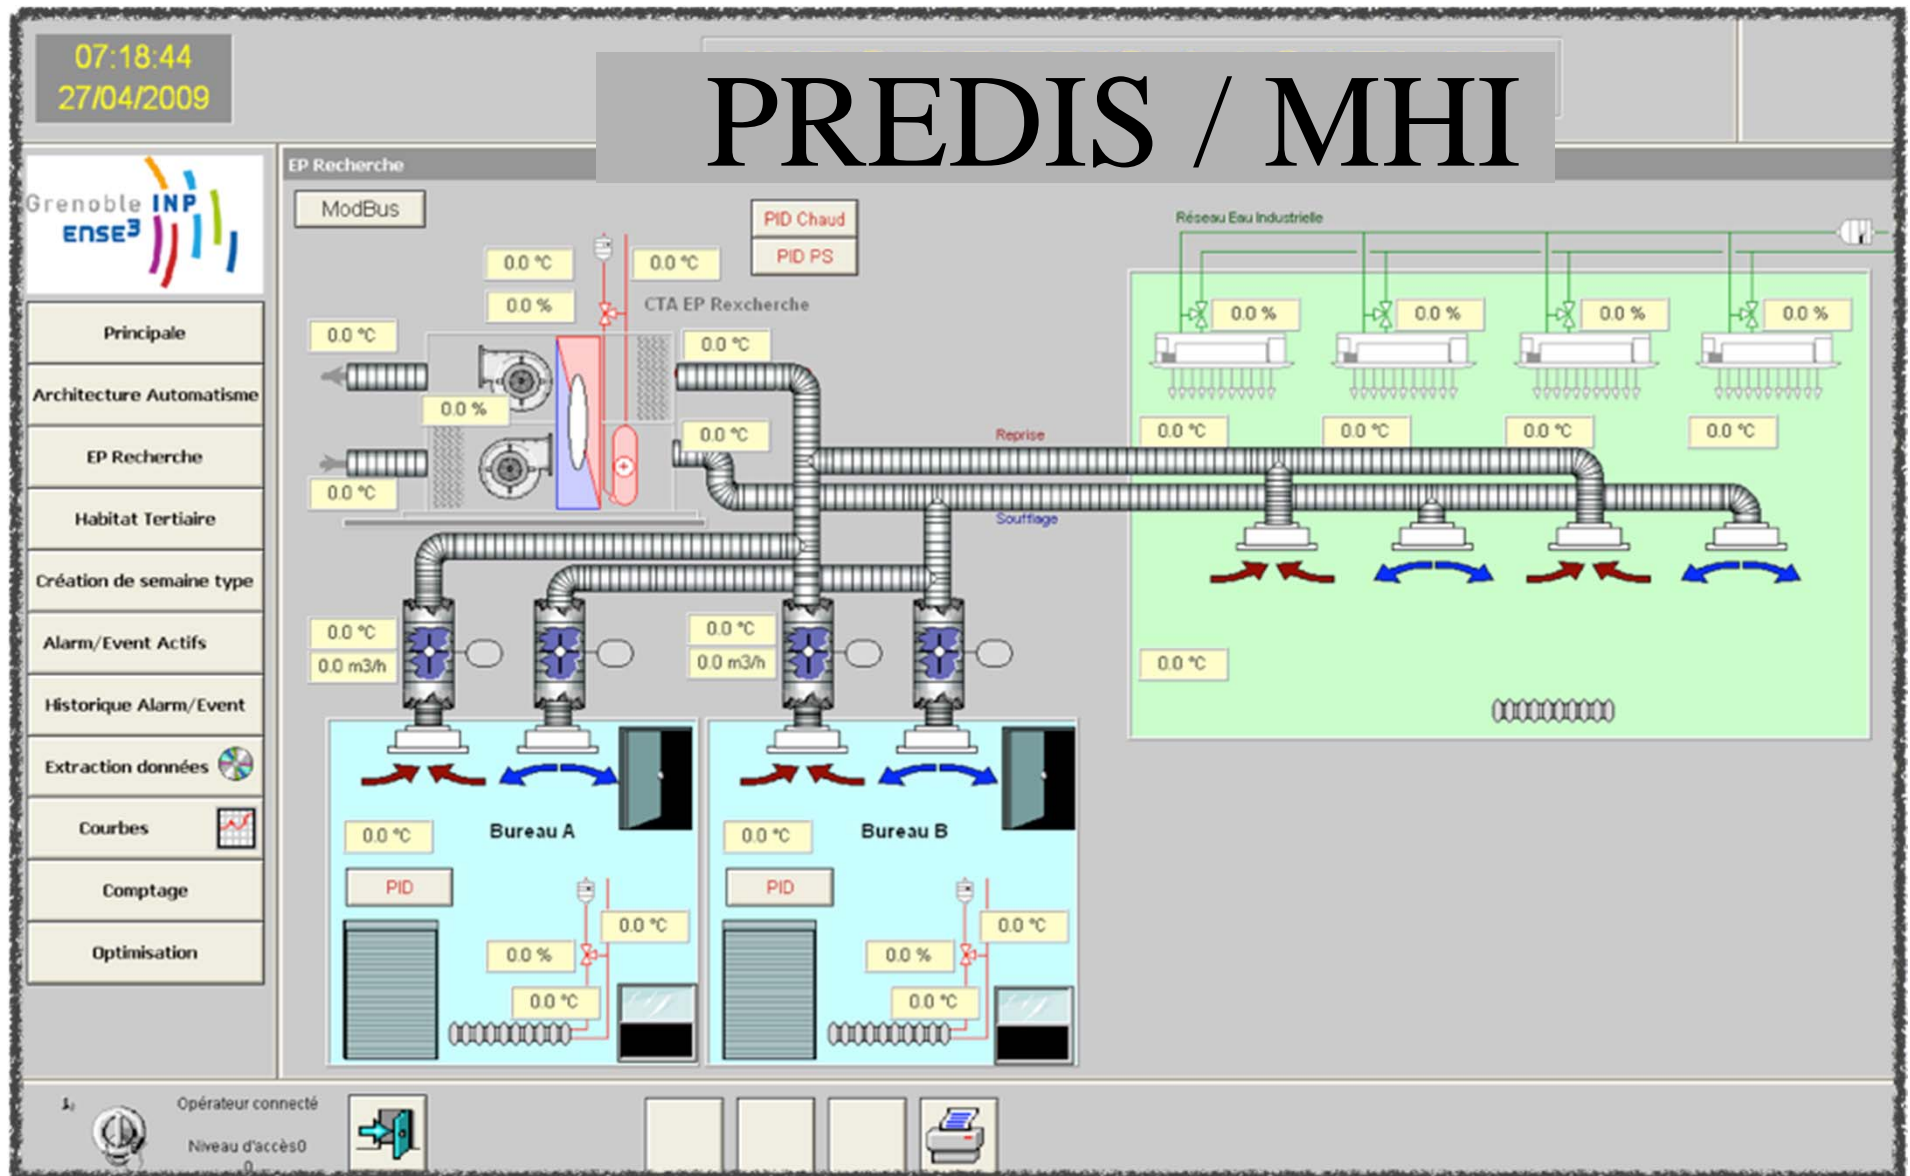 07:18:44
27/04/2009
PREDIS / MHI
Grenoble INP
ENSE3
EP Recherche
ModBus
PID Chaud
PID PS
Réseau Eau Industrielle
0.0 °C
0.0 °C
0.0 %
CTA EP Rexcherche
0.0 %
0.0 %
0.0 %
0.0 %
0.0 °C
0.0 °C
0.0 %
0.0 °C
0.0 °C
0.0 °C
0.0 °C
0.0 °C
0.0 °C
0.0 °C
Reprise
Soufflage
Principale
Architecture Automatisme
EP Recherche
Habitat Tertiaire
Création de semaine type
Alarm/Event Actifs
Historique Alarm/Event
Extraction données
Courbes
Comptage
Optimisation
0.0 °C
0.0 m3/h
0.0 °C
0.0 m3/h
0.0 °C
0.0 °C
Bureau A
PID
0.0 °C
0.0 %
0.0 °C
0.0 °C
Bureau B
PID
0.0 °C
0.0 %
0.0 °C
Opérateur connecté
Niveau d'accès0